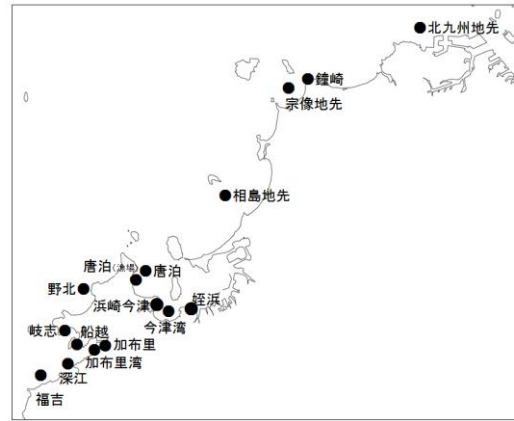 北九州地先
鐘崎
宗像地先
相島地先
唐泊(漁場)
唐泊
野北
浜崎今津
姪浜
今津湾
岐志
船越
加布里
加布里湾
深江
福吉